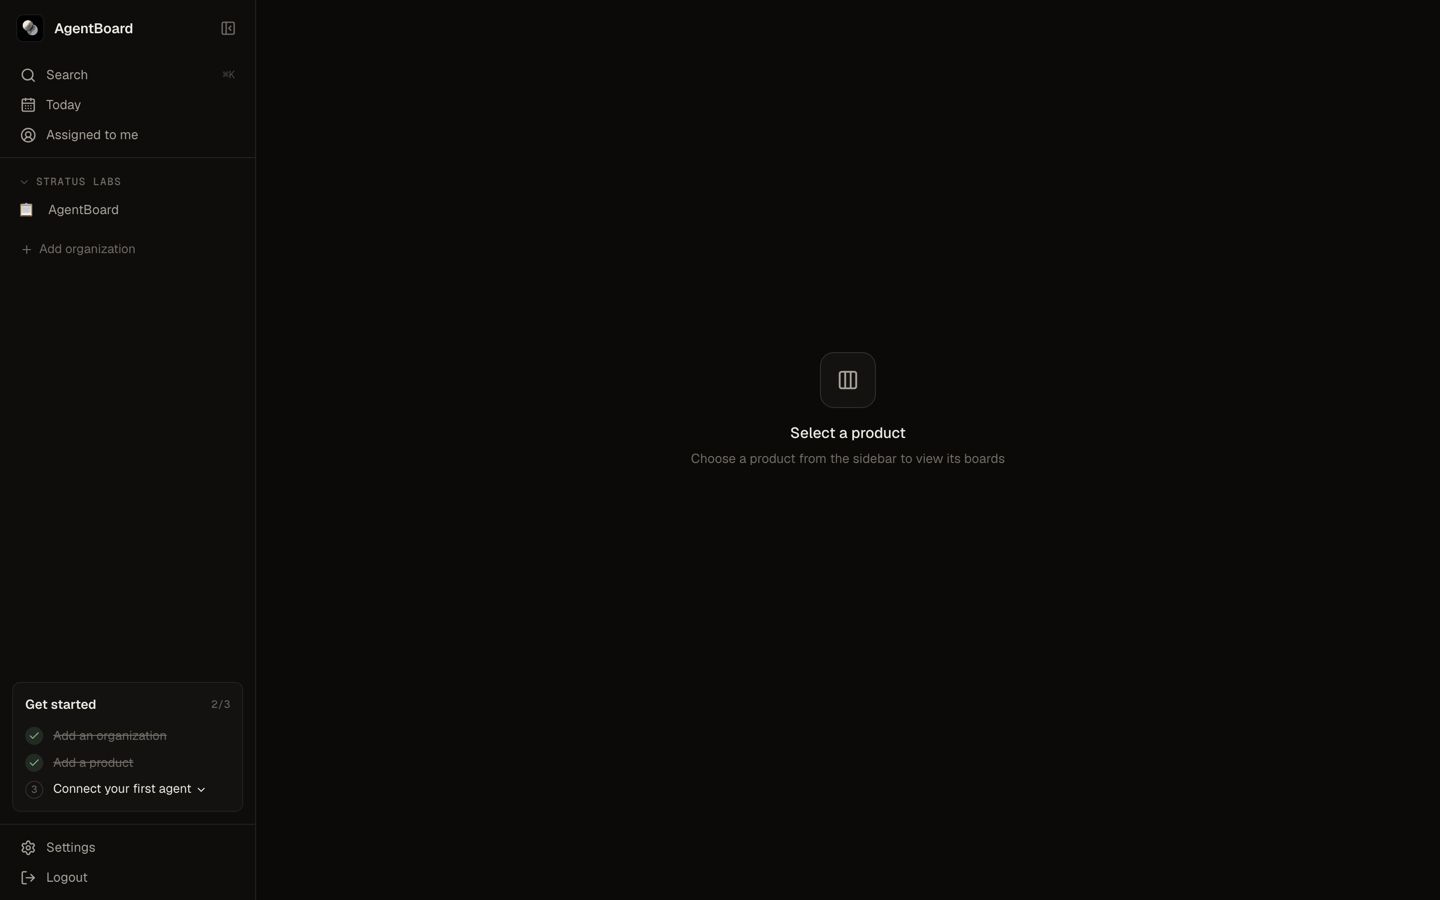 AgentBoard
Search ⌘K
Today
Assigned to me
STRATUS LABS
AgentBoard
Add organization
Select a product
Choose a product from the sidebar to view its boards
Get started 2/3
Add an organization
Add a product
3 Connect your first agent
Settings
Logout